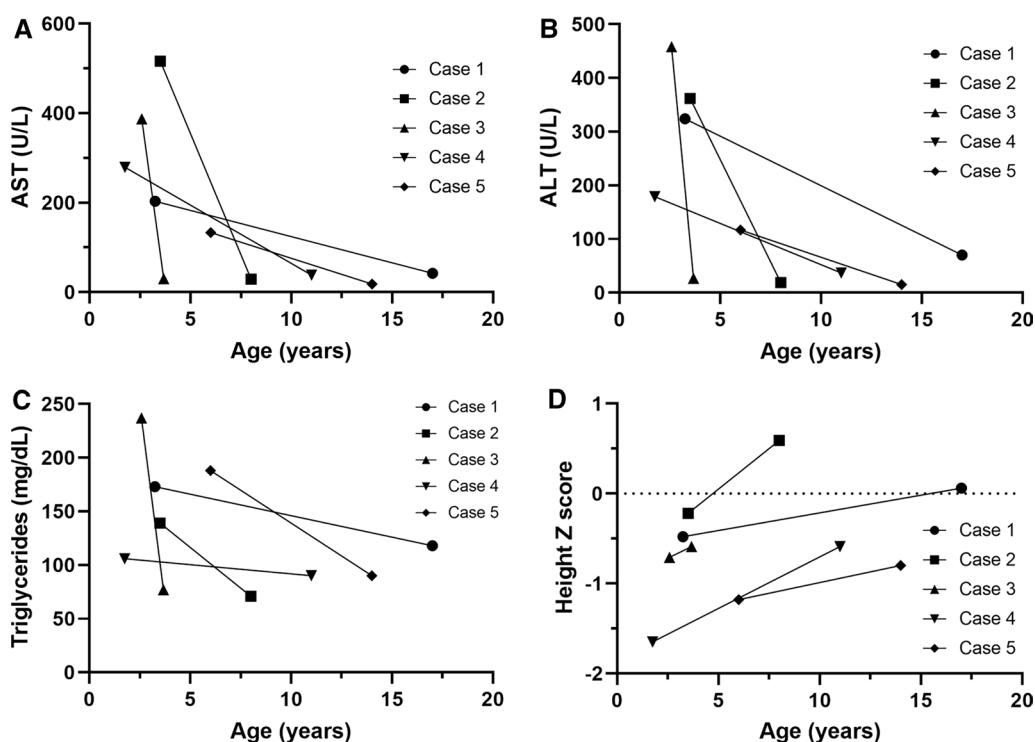 A
AST (U/L)
600
400
200
0
0
5
10
15
20
Age (years)
Case 1
Case 2
Case 3
Case 4
Case 5
B
ALT (U/L)
500
400
300
200
100
0
0
5
10
15
20
Age (years)
Case 1
Case 2
Case 3
Case 4
Case 5
C
Triglycerides (mg/dL)
250
200
150
100
50
0
0
5
10
15
20
Age (years)
Case 1
Case 2
Case 3
Case 4
Case 5
D
Height Z score
1
0
-1
-2
0
5
10
15
20
Age (years)
Case 1
Case 2
Case 3
Case 4
Case 5